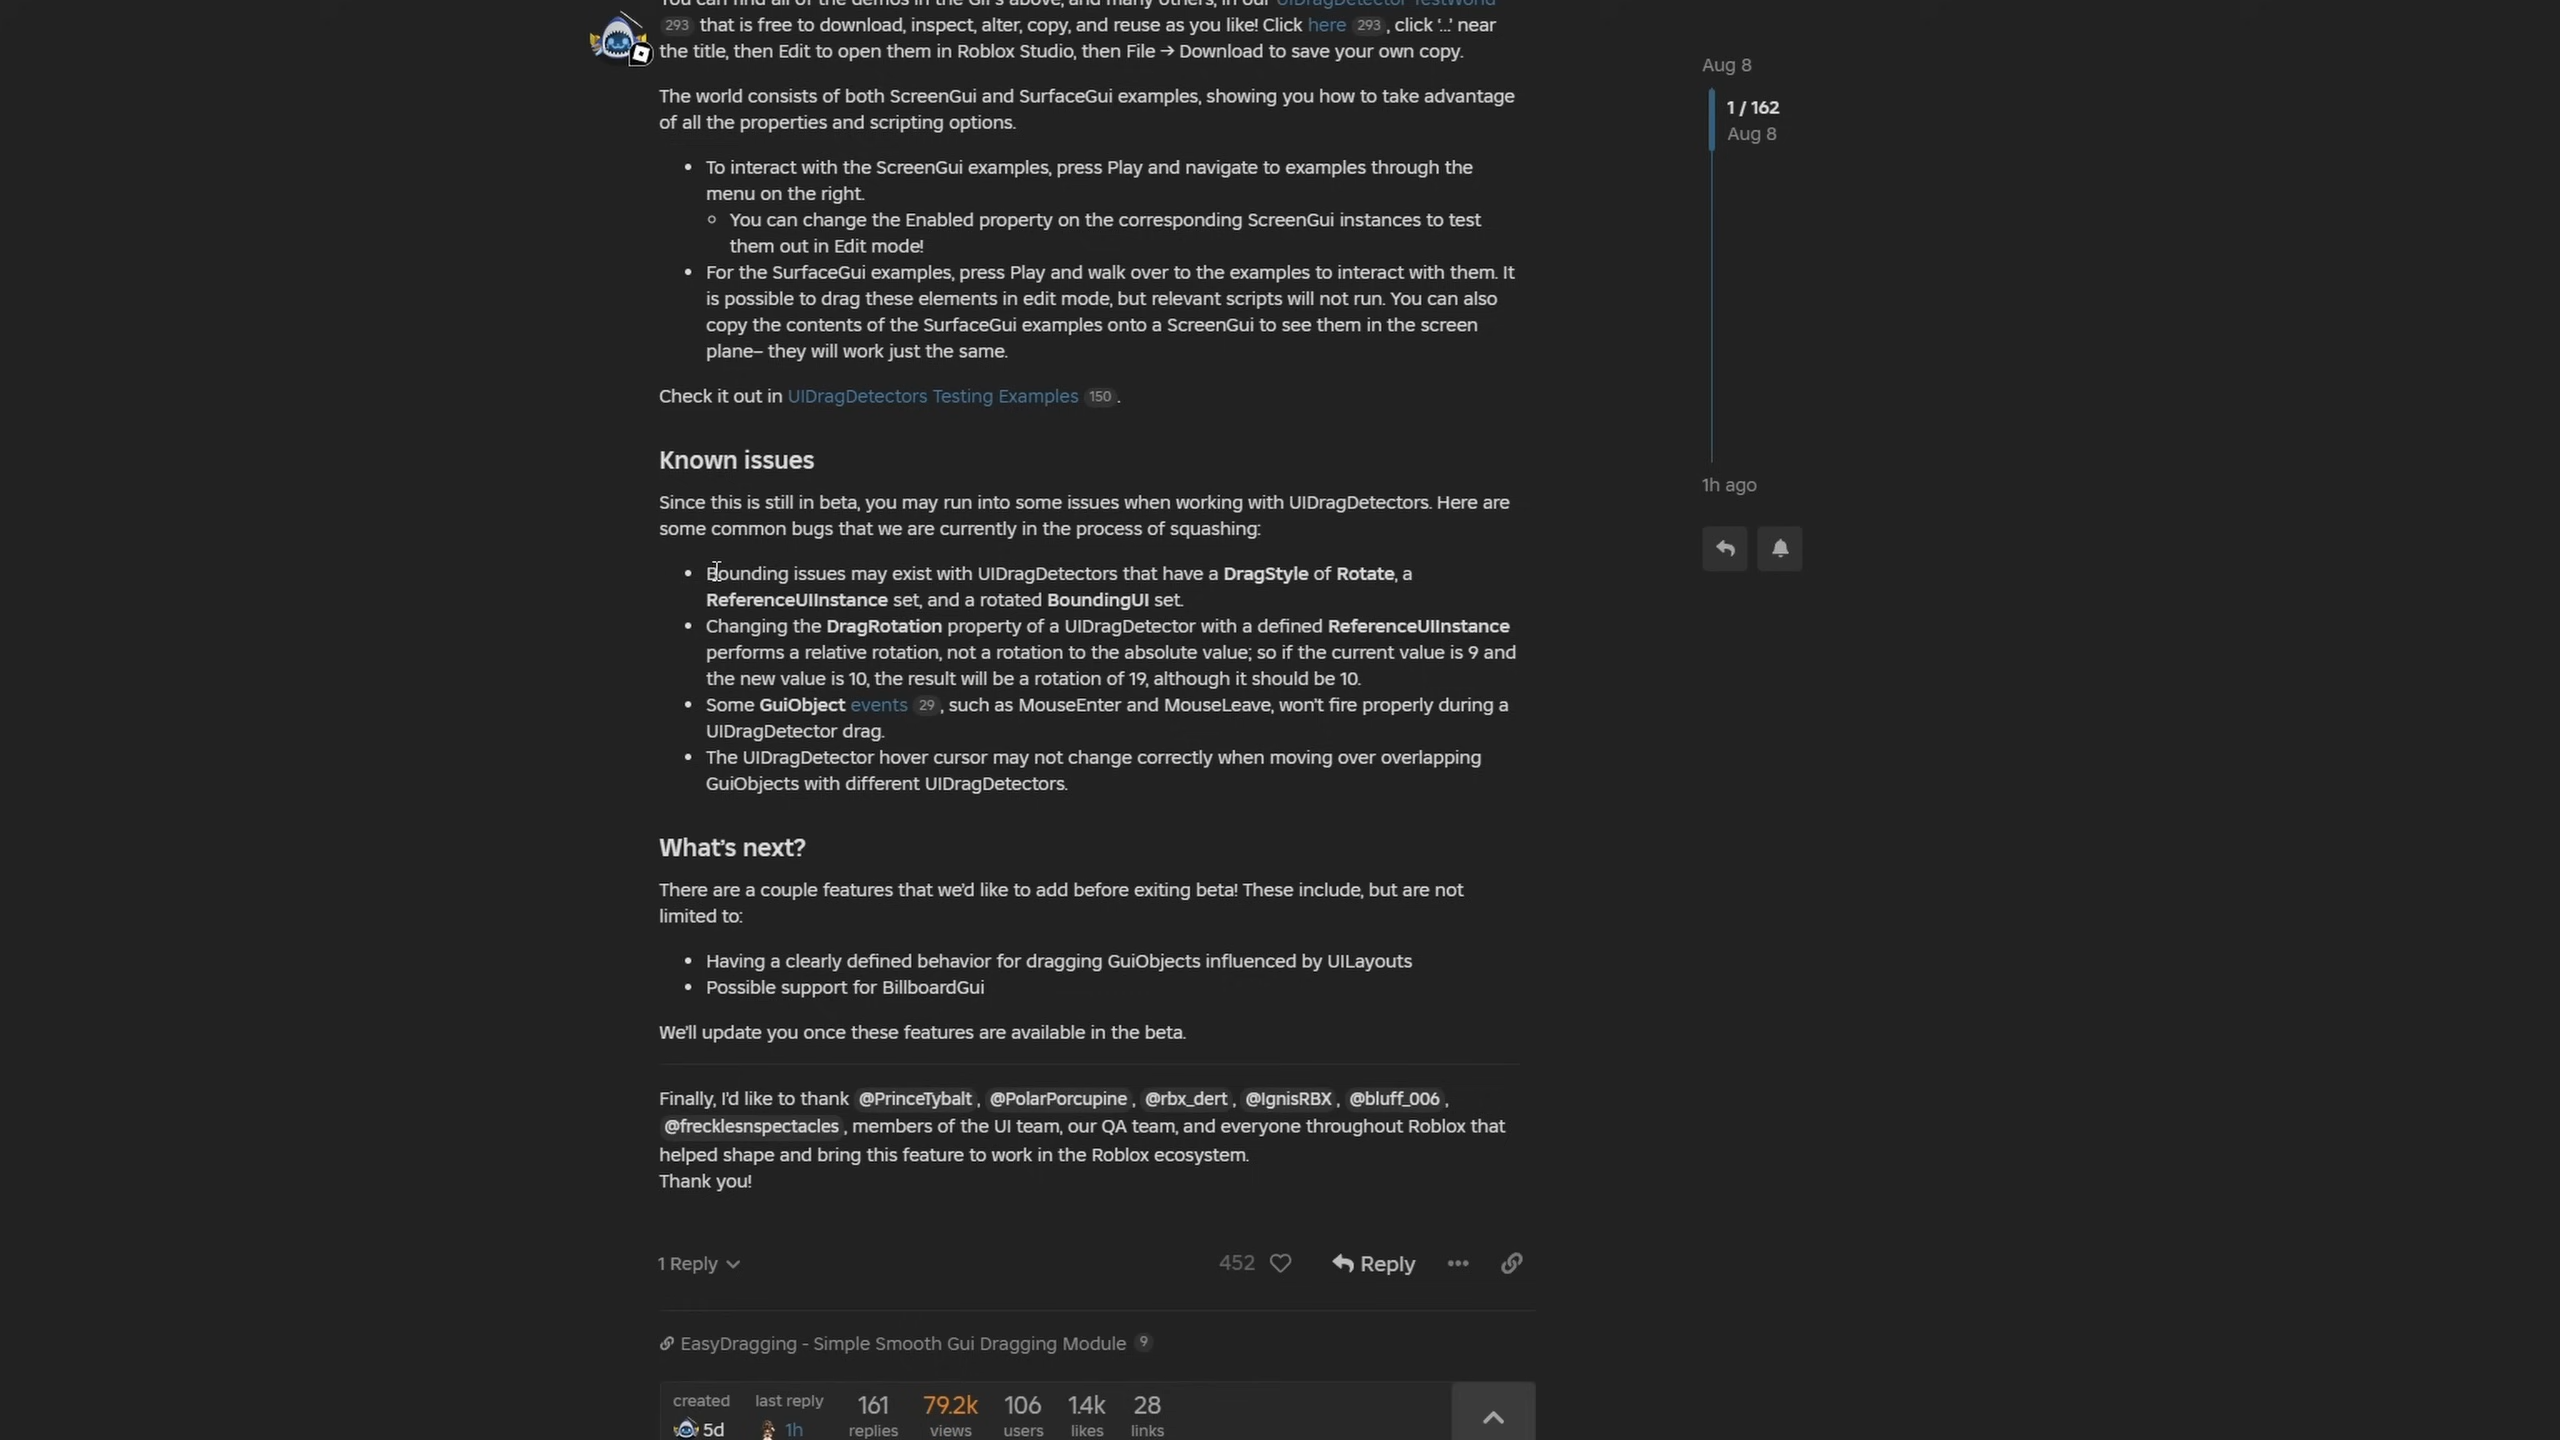 You can find all of the demos in the GIFs above, and many others, in our UIDragDetector TestWorld
293 that is free to download, inspect, alter, copy, and reuse as you like! Click here 293 , click '...' near
the title, then Edit to open them in Roblox Studio, then File → Download to save your own copy.
Aug 8
The world consists of both ScreenGui and SurfaceGui examples, showing you how to take advantage
1 / 162
of all the properties and scripting options.
Aug 8
• To interact with the ScreenGui examples, press Play and navigate to examples through the
menu on the right.
◦ You can change the Enabled property on the corresponding ScreenGui instances to test
them out in Edit mode!
• For the SurfaceGui examples, press Play and walk over to the examples to interact with them. It
is possible to drag these elements in edit mode, but relevant scripts will not run. You can also
copy the contents of the SurfaceGui examples onto a ScreenGui to see them in the screen
plane– they will work just the same.
Check it out in UIDragDetectors Testing Examples 150 .
Known issues
1h ago
Since this is still in beta, you may run into some issues when working with UIDragDetectors. Here are
some common bugs that we are currently in the process of squashing:
• Bounding issues may exist with UIDragDetectors that have a DragStyle of Rotate, a
ReferenceUIInstance set, and a rotated BoundingUI set.
• Changing the DragRotation property of a UIDragDetector with a defined ReferenceUIInstance
performs a relative rotation, not a rotation to the absolute value; so if the current value is 9 and
the new value is 10, the result will be a rotation of 19, although it should be 10.
• Some GuiObject events 29 , such as MouseEnter and MouseLeave, won't fire properly during a
UIDragDetector drag.
• The UIDragDetector hover cursor may not change correctly when moving over overlapping
GuiObjects with different UIDragDetectors.
What's next?
There are a couple features that we'd like to add before exiting beta! These include, but are not
limited to:
• Having a clearly defined behavior for dragging GuiObjects influenced by UILayouts
• Possible support for BillboardGui
We'll update you once these features are available in the beta.
Finally, I'd like to thank @PrinceTybalt , @PolarPorcupine , @rbx_dert , @IgnisRBX , @bluff_006 ,
@frecklesnspectacles , members of the UI team, our QA team, and everyone throughout Roblox that
helped shape and bring this feature to work in the Roblox ecosystem.
Thank you!
1 Reply 452 Reply
EasyDragging - Simple Smooth Gui Dragging Module 9
created last reply 161 79.2k 106 1.4k 28
5d 1h replies views users likes links